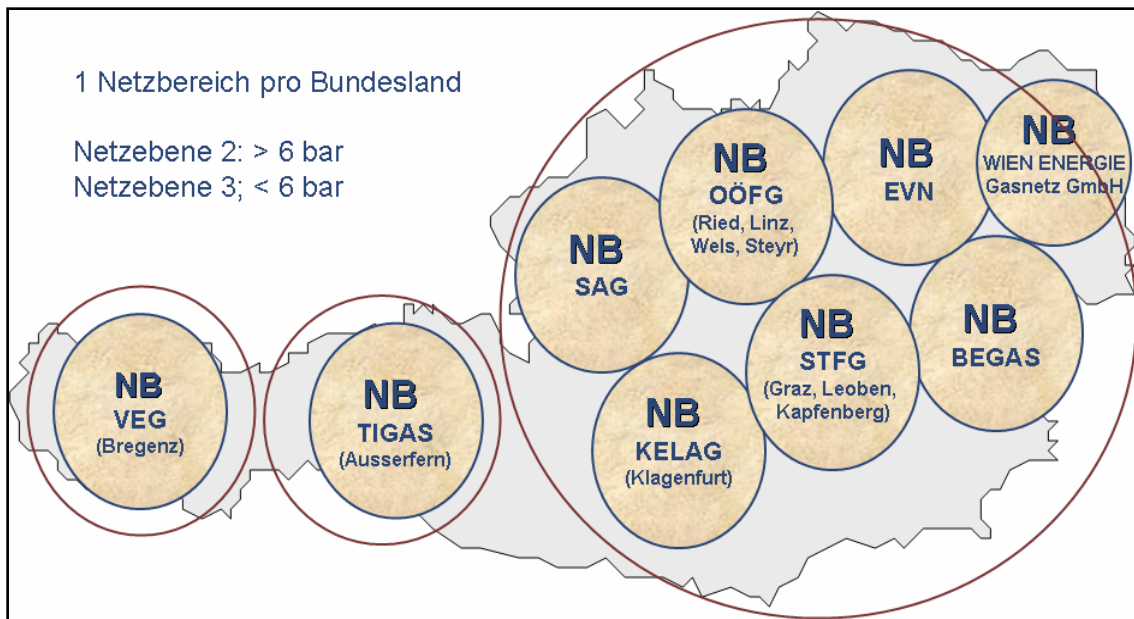 1 Netzbereich pro Bundesland
Netzebene 2: > 6 bar
Netzebene 3; < 6 bar
NB
VEG
(Bregenz)
NB
TIGAS
(Ausserfern)
NB
SAG
NB
OÖFG
(Ried, Linz,
Wels, Steyr)
NB
EVN
NB
WIEN ENERGIE
Gasnetz GmbH
NB
KELAG
(Klagenfurt)
NB
STFG
(Graz, Leoben,
Kapfenberg)
NB
BEGAS